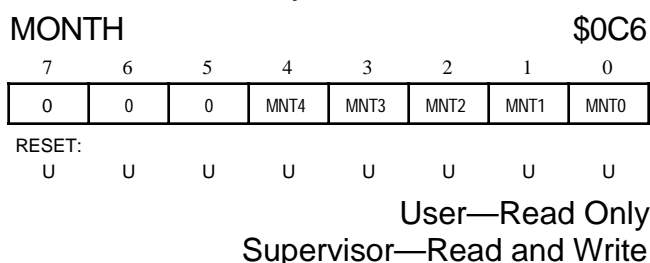 MONTH $0C6
7 6 5 4 3 2 1 0
0 0 0 MNT4 MNT3 MNT2 MNT1 MNT0
RESET:
U U U U U U U U
User—Read Only
Supervisor—Read and Write